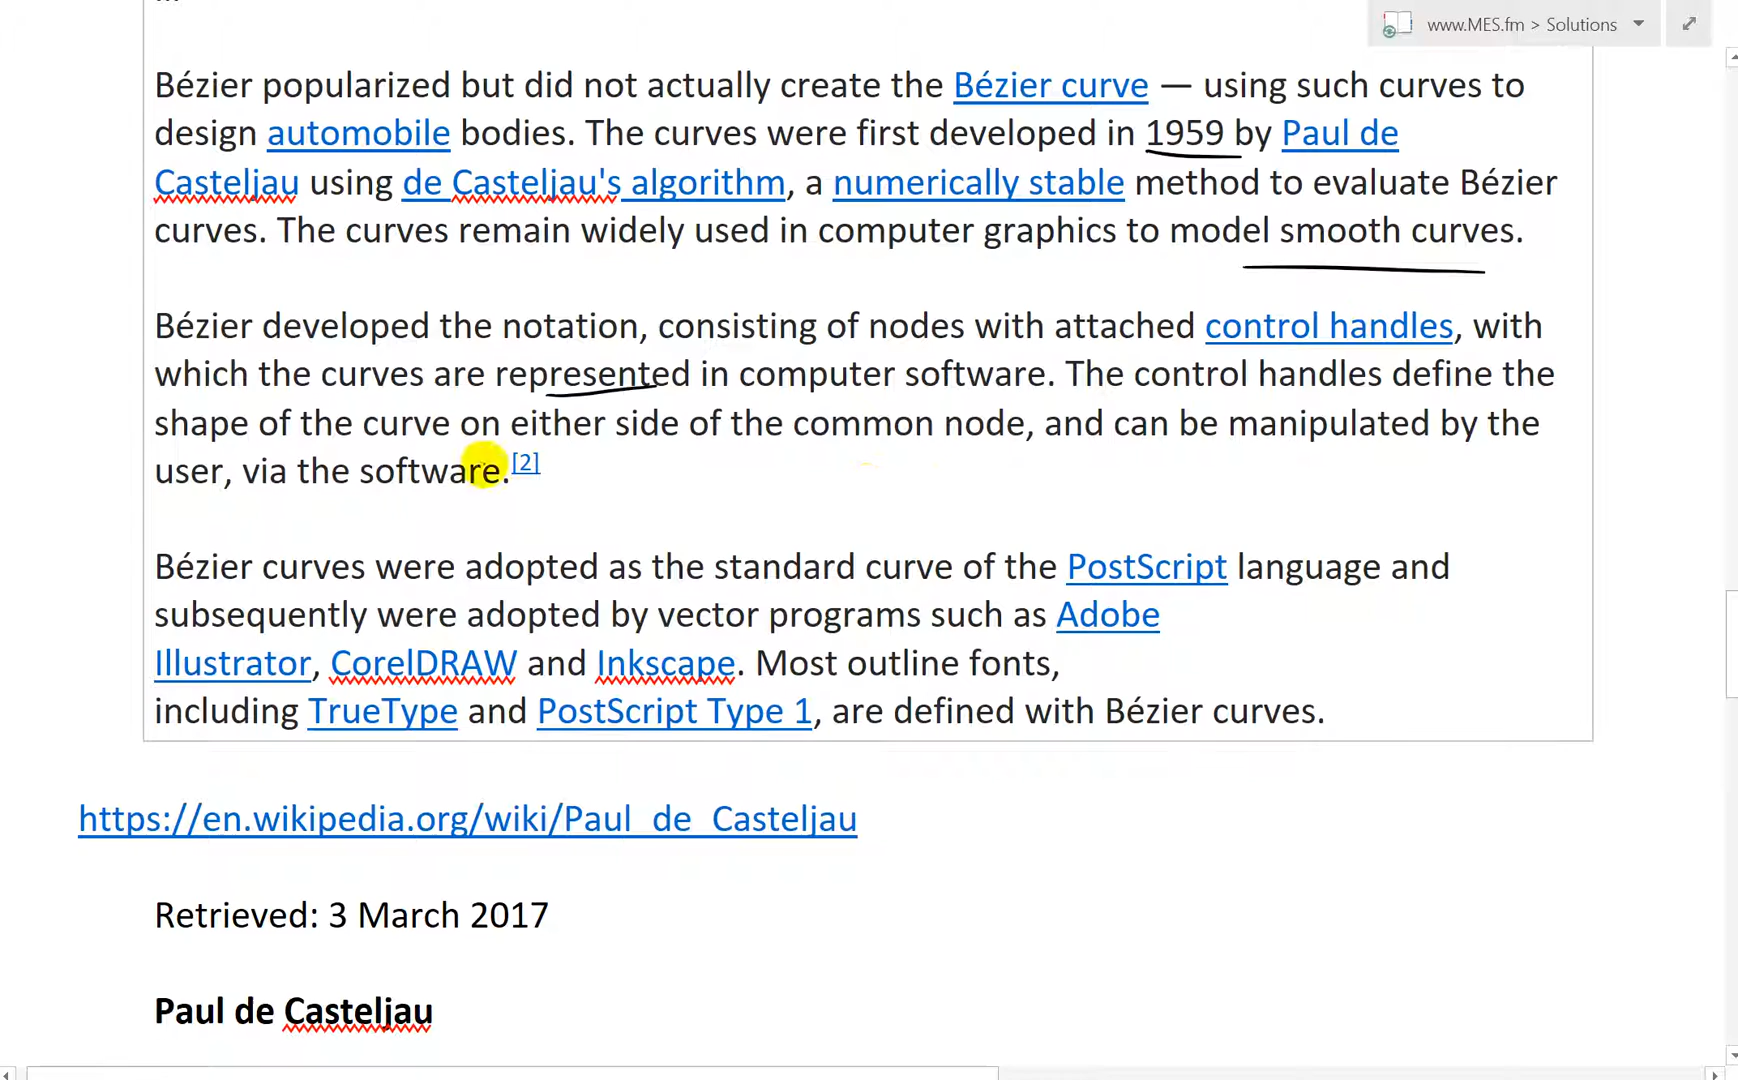 www.MES.fm > Solutions
Bézier popularized but did not actually create the Bézier curve — using such curves to
design automobile bodies. The curves were first developed in 1959 by Paul de
Casteljau using de Casteljau's algorithm, a numerically stable method to evaluate Bézier
curves. The curves remain widely used in computer graphics to model smooth curves.
Bézier developed the notation, consisting of nodes with attached control handles, with
which the curves are represented in computer software. The control handles define the
shape of the curve on either side of the common node, and can be manipulated by the
user, via the software.[2]
Bézier curves were adopted as the standard curve of the PostScript language and
subsequently were adopted by vector programs such as Adobe
Illustrator, CorelDRAW and Inkscape. Most outline fonts,
including TrueType and PostScript Type 1, are defined with Bézier curves.
https://en.wikipedia.org/wiki/Paul_de_Casteljau
Retrieved: 3 March 2017
Paul de Casteljau